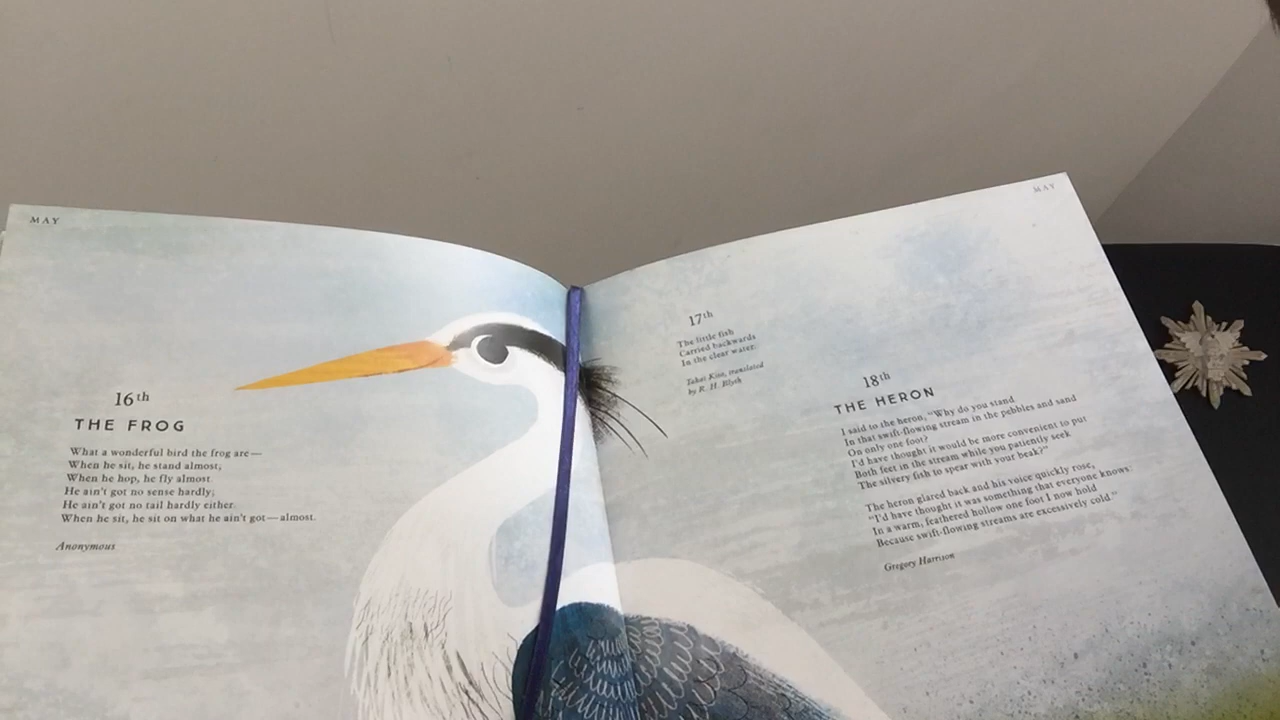 MAY
16th
THE FROG
What a wonderful bird the frog are—
When he sit, he stand almost;
When he hop, he fly almost.
He ain't got no sense hardly;
He ain't got no tail hardly either.
When he sit, he sit on what he ain't got—almost.
Anonymous
MAY
17th
The little fish
Carried backwards
In the clear water.
Takai Kito, translated
by R. H. Blyth
18th
THE HERON
I said to the heron, “Why do you stand
In that swift-flowing stream in the pebbles and sand
On only one foot?
I'd have thought it would be more convenient to put
Both feet in the stream while you patiently seek
The silvery fish to spear with your beak?”
The heron glared back and his voice quickly rose,
“I'd have thought it was something that everyone knows:
In a warm, feathered hollow one foot I now hold
Because swift-flowing streams are excessively cold.”
Gregory Harrison